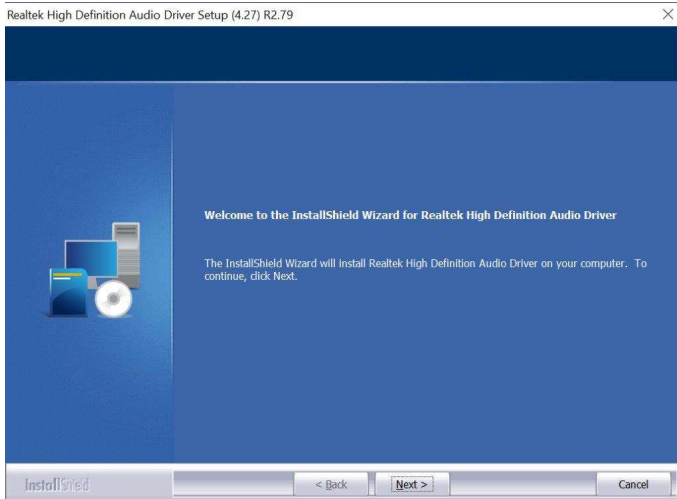 Realtek High Definition Audio Driver Setup (4.27) R2.79
Welcome to the InstallShield Wizard for Realtek High Definition Audio Driver
The InstallShield Wizard will install Realtek High Definition Audio Driver on your computer. To
continue, click Next.
InstallShield
< Back
Next >
Cancel